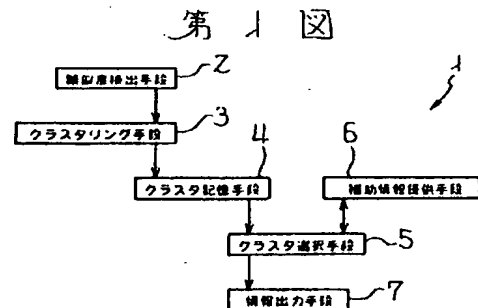 第 1 図
2
類似度検出手段
3
クラスタリング手段
1
4
6
クラスタ記憶手段
補助情報提供手段
クラスタ選択手段
5
情報出力手段
7